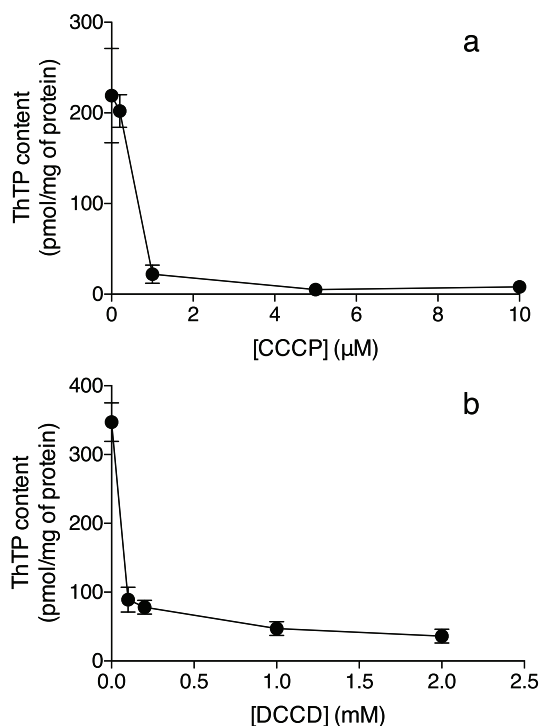 a
300
200
100
0
ThTP content
(pmol/mg of protein)
0 2 4 6 8 10
[CCCP] (µM)
b
400
300
200
100
0
ThTP content
(pmol/mg of protein)
0.0 0.5 1.0 1.5 2.0 2.5
[DCCD] (mM)